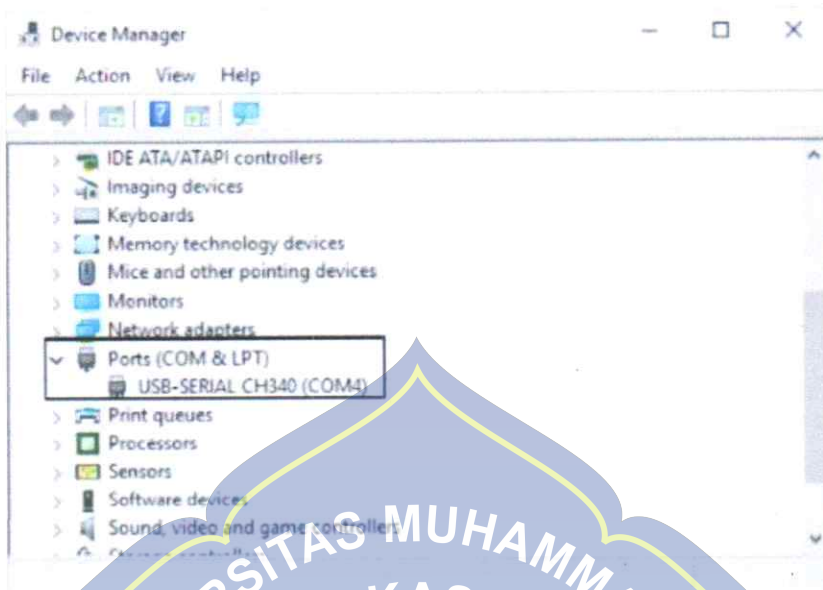 Device Manager
File Action View Help
IDE ATA/ATAPI controllers
Imaging devices
Keyboards
Memory technology devices
Mice and other pointing devices
Monitors
Network adapters
Ports (COM & LPT)
USB-SERIAL CH340 (COM4)
Print queues
Processors
Sensors
Software devices
Sound, video and game controllers